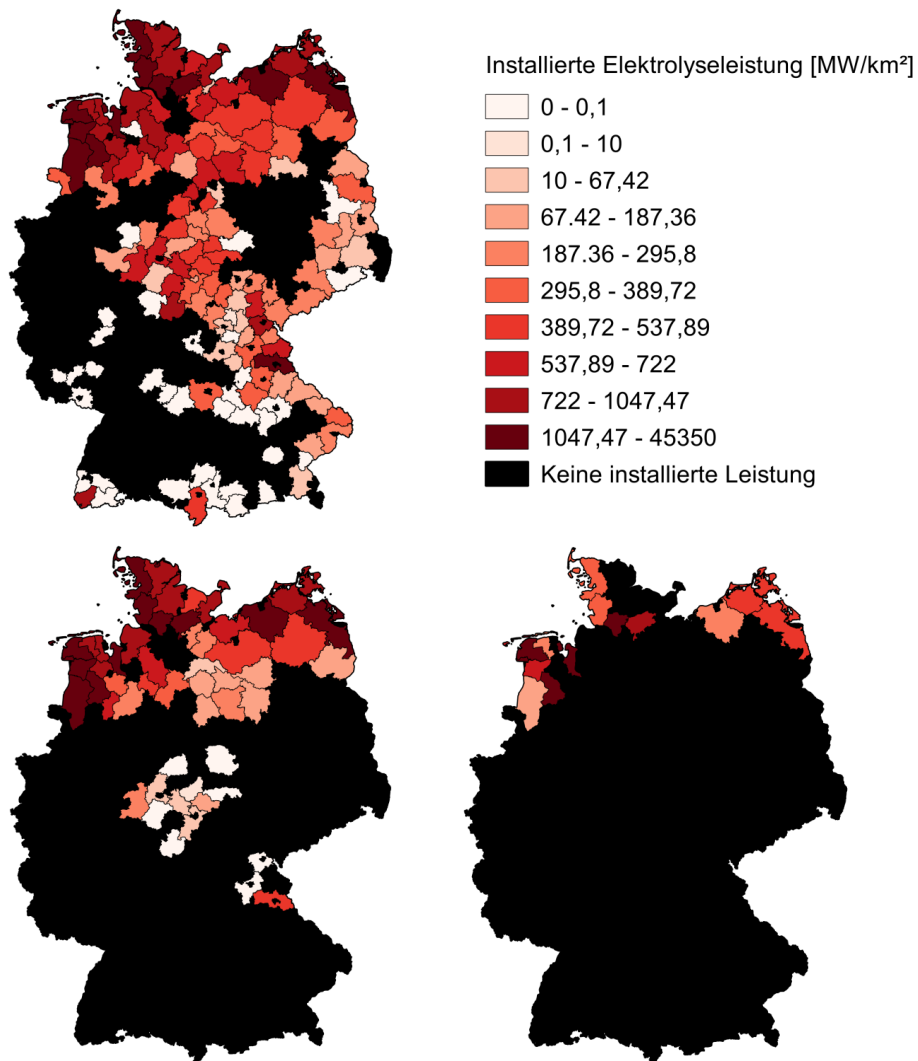 Installierte Elektrolyseleistung [MW/km²]
0 - 0,1
0,1 - 10
10 - 67,42
67.42 - 187,36
187.36 - 295,8
295,8 - 389,72
389,72 - 537,89
537,89 - 722
722 - 1047,47
1047,47 - 45350
Keine installierte Leistung